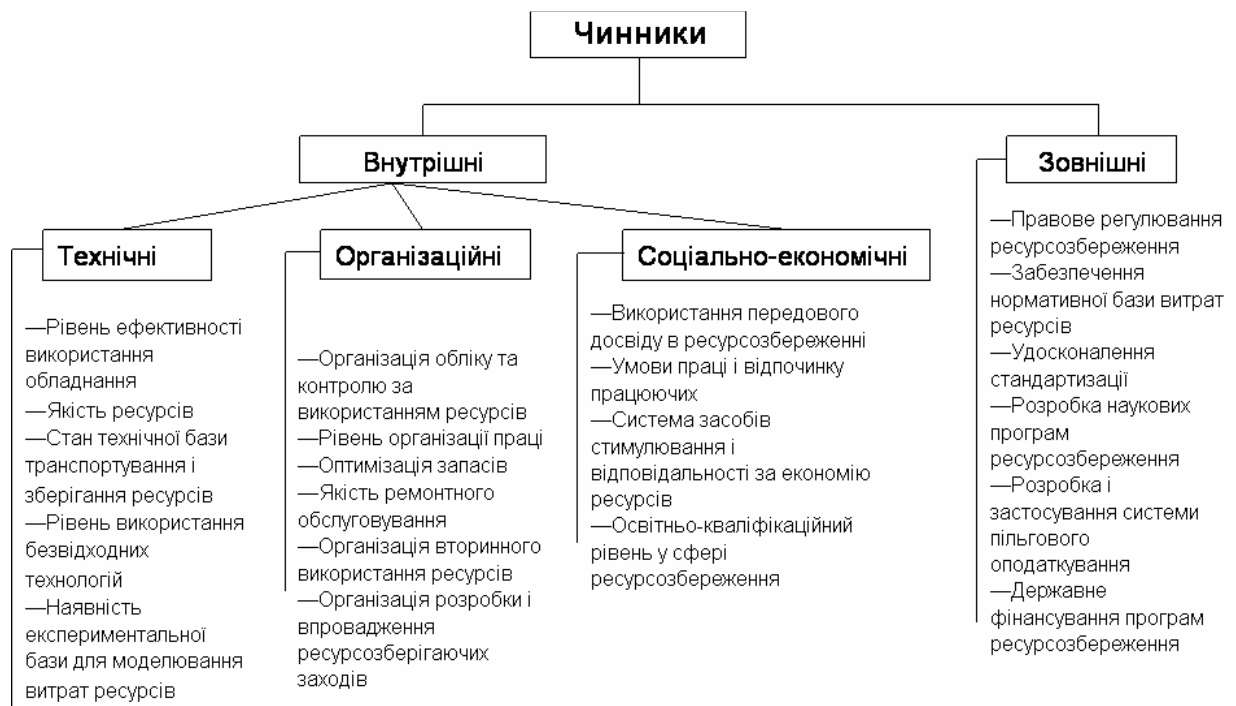 Чинники
Внутрішні
Зовнішні
Технічні
Організаційні
Соціально-економічні
—Рівень ефективності
використання
обладнання
—Якість ресурсів
—Стан технічної бази
транспортування і
зберігання ресурсів
—Рівень використання
безвідходних
технологій
—Наявність
експериментальної
бази для моделювання
витрат ресурсів
—Організація обліку та
контролю за
використанням ресурсів
—Рівень організації праці
—Оптимізація запасів
—Якість ремонтного
обслуговування
—Організація вторинного
використання ресурсів
—Організація розробки і
впровадження
ресурсозберігаючих
заходів
—Використання передового
досвіду в ресурсозбереженні
—Умови праці і відпочинку
працюючих
—Система засобів
стимулювання і
відповідальності за економію
ресурсів
—Освітньо-кваліфікаційний
рівень у сфері
ресурсозбереження
—Правове регулювання
ресурсозбереження
—Забезпечення
нормативної бази витрат
ресурсів
—Удосконалення
стандартизації
—Розробка наукових
програм
ресурсозбереження
—Розробка і
застосування системи
пільгового
оподаткування
—Державне
фінансування програм
ресурсозбереження